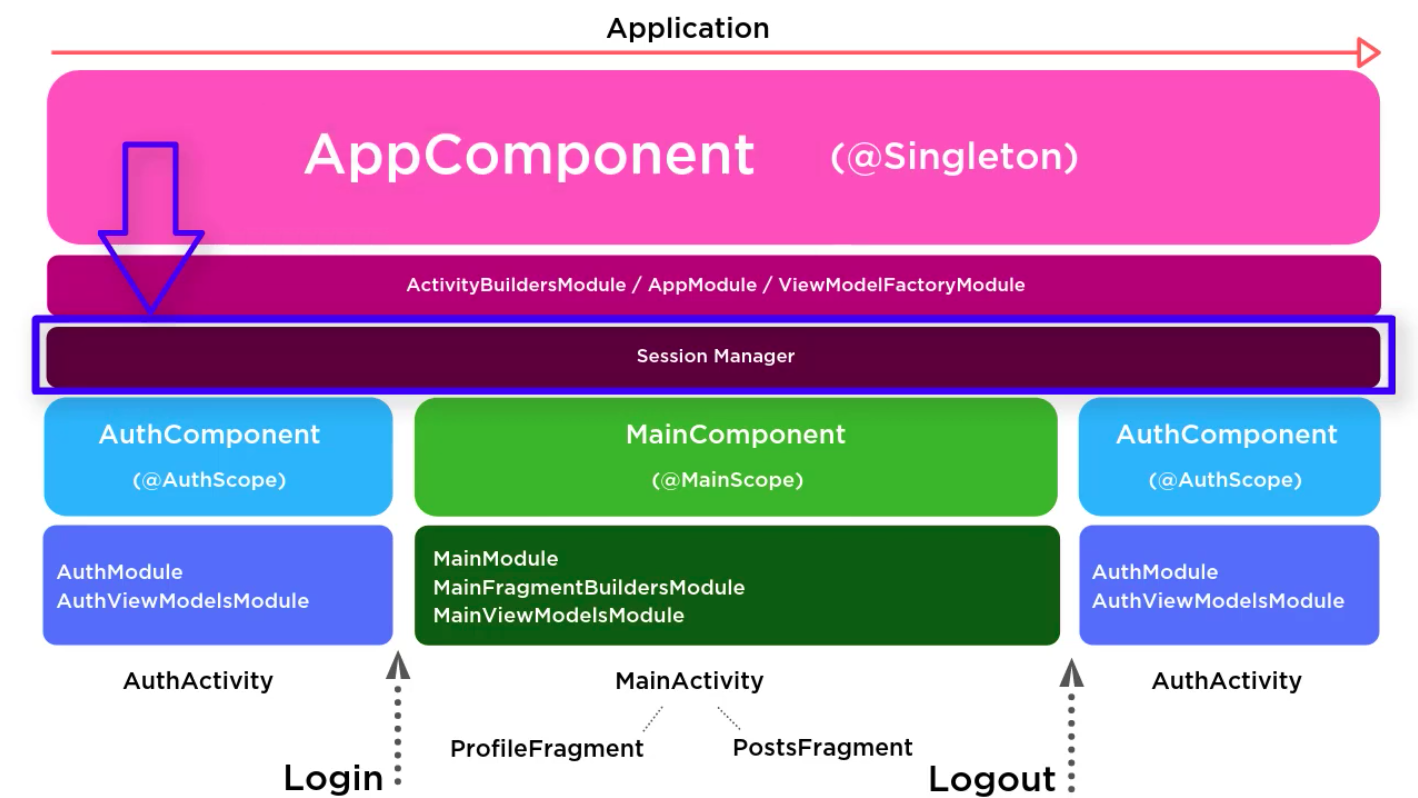 Application
AppComponent (@Singleton)
ActivityBuildersModule / AppModule / ViewModelFactoryModule
Session Manager
AuthComponent
(@AuthScope)
MainComponent
(@MainScope)
AuthComponent
(@AuthScope)
AuthModule
AuthViewModelsModule
MainModule
MainFragmentBuildersModule
MainViewModelsModule
AuthModule
AuthViewModelsModule
AuthActivity
MainActivity
AuthActivity
ProfileFragment
PostsFragment
Login
Logout